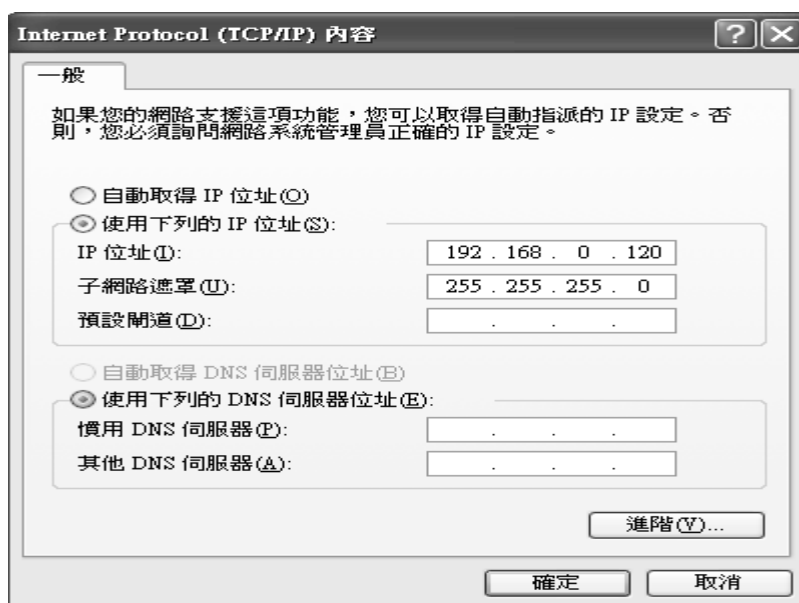 Internet Protocol (TCP/IP) 內容
一般
如果您的網路支援這項功能，您可以取得自動指派的 IP 設定。否
則，您必須詢問網路系統管理員正確的 IP 設定。
自動取得 IP 位址(O)
使用下列的 IP 位址(S):
IP 位址(I): 192 . 168 . 0 . 120
子網路遮罩(U): 255 . 255 . 255 . 0
預設閘道(D): . . .
自動取得 DNS 伺服器位址(B)
使用下列的 DNS 伺服器位址(E):
慣用 DNS 伺服器(P): . . .
其他 DNS 伺服器(A): . . .
進階(V)...
確定 取消